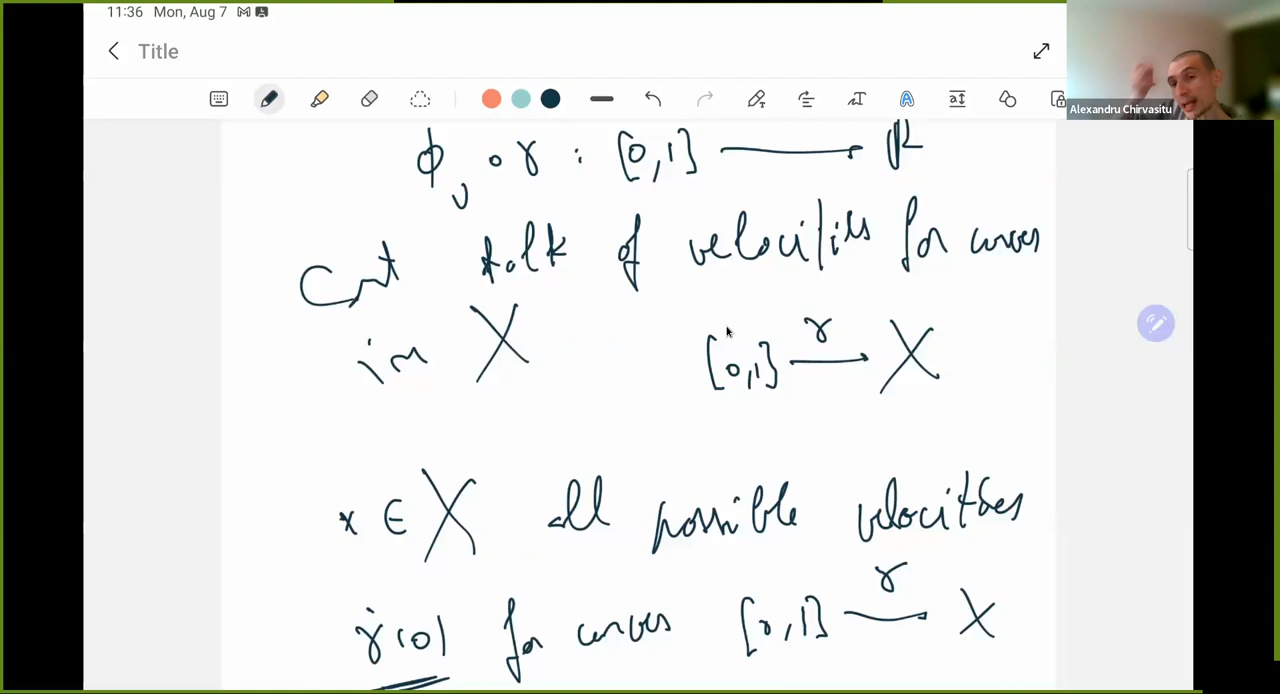 11:36 Mon, Aug 7
Title
Alexandru Chirvasitu
ϕ_U ∘ γ : [0,1] ⟶ ℝ
talk of velocities for curves
in X [0,1] ⟶ X
γ
x ∈ X all possible velocities
γ̇(0) for curves [0,1] ⟶ X
γ